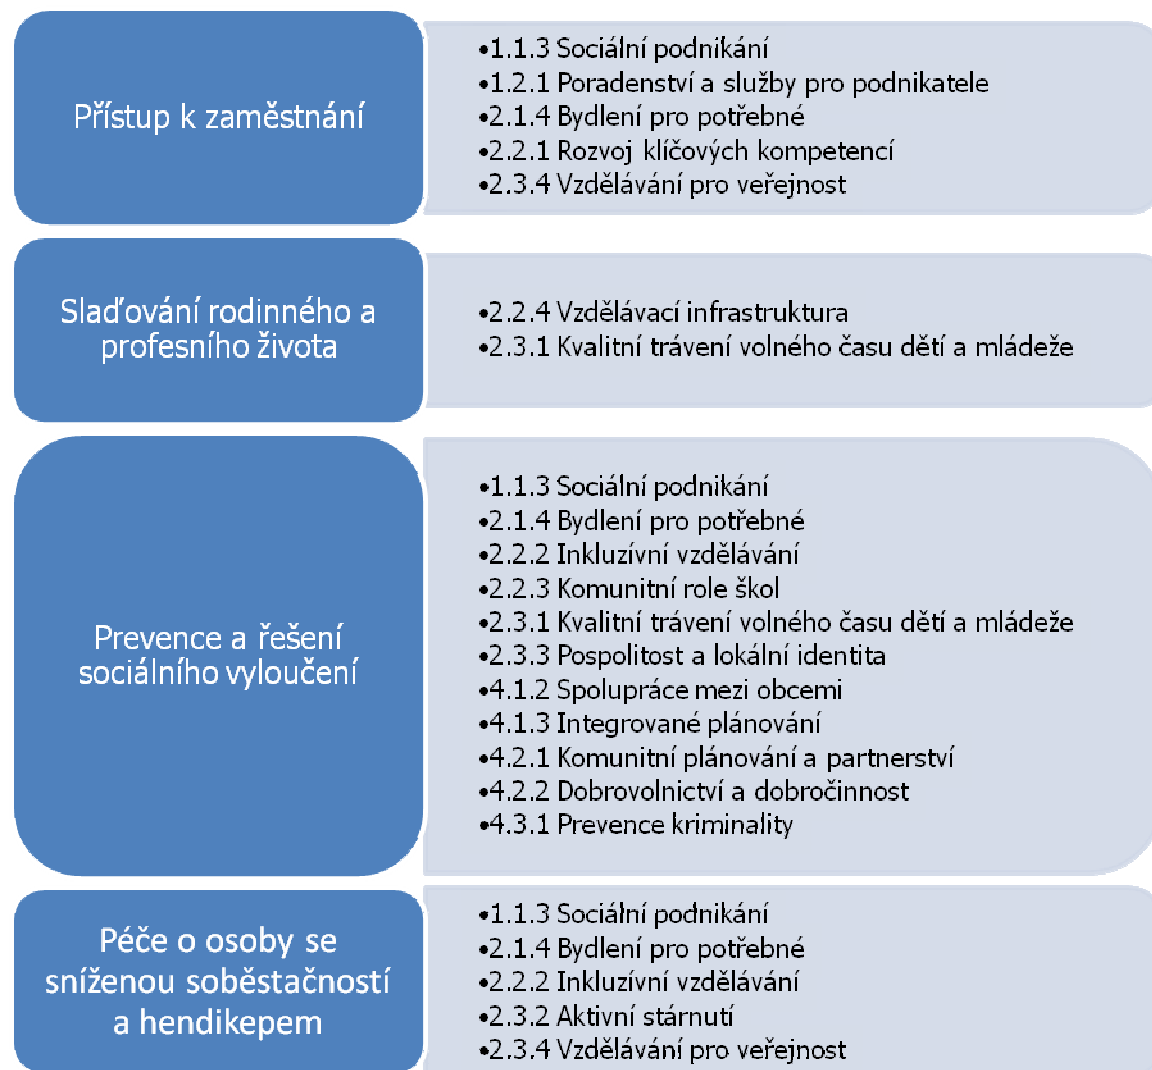 Přístup k zaměstnání
•1.1.3 Sociální podnikání
•1.2.1 Poradenství a služby pro podnikatele
•2.1.4 Bydlení pro potřebné
•2.2.1 Rozvoj klíčových kompetencí
•2.3.4 Vzdělávání pro veřejnost
Slaďování rodinného a
profesního života
•2.2.4 Vzdělávací infrastruktura
•2.3.1 Kvalitní trávení volného času dětí a mládeže
Prevence a řešení
sociálního vyloučení
•1.1.3 Sociální podnikání
•2.1.4 Bydlení pro potřebné
•2.2.2 Inkluzívní vzdělávání
•2.2.3 Komunitní role škol
•2.3.1 Kvalitní trávení volného času dětí a mládeže
•2.3.3 Pospolitost a lokální identita
•4.1.2 Spolupráce mezi obcemi
•4.1.3 Integrované plánování
•4.2.1 Komunitní plánování a partnerství
•4.2.2 Dobrovolnictví a dobročinnost
•4.3.1 Prevence kriminality
Péče o osoby se
sníženou soběstačností
a hendikepem
•1.1.3 Sociální podnikání
•2.1.4 Bydlení pro potřebné
•2.2.2 Inkluzívní vzdělávání
•2.3.2 Aktivní stárnutí
•2.3.4 Vzdělávání pro veřejnost